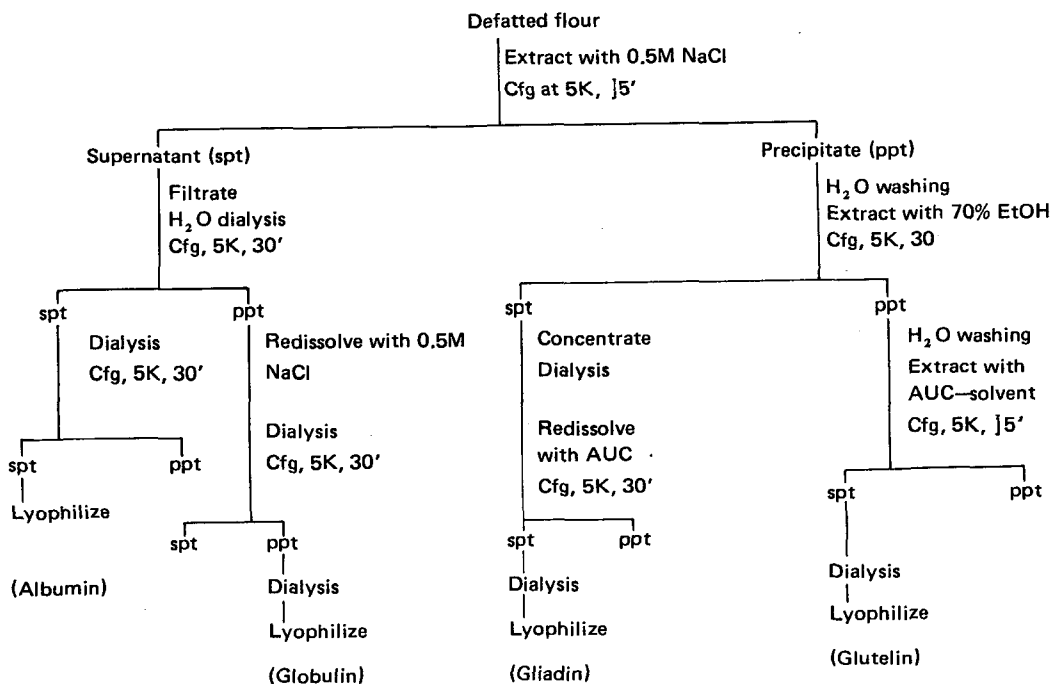 Defatted flour
Extract with 0.5M NaCl
Cfg at 5K, ]5′
Supernatant (spt)
Precipitate (ppt)
Filtrate
H₂O dialysis
Cfg, 5K, 30′
H₂O washing
Extract with 70% EtOH
Cfg, 5K, 30
spt
ppt
spt
ppt
Dialysis
Cfg, 5K, 30′
Redissolve with 0.5M
NaCl
Dialysis
Cfg, 5K, 30′
Concentrate
Dialysis
Redissolve
with AUC
Cfg, 5K, 30′
H₂O washing
Extract with
AUC—solvent
Cfg, 5K, ]5′
spt
ppt
Lyophilize
(Albumin)
spt
ppt
Dialysis
Lyophilize
(Globulin)
spt
ppt
Dialysis
Lyophilize
(Gliadin)
spt
ppt
Dialysis
Lyophilize
(Glutelin)